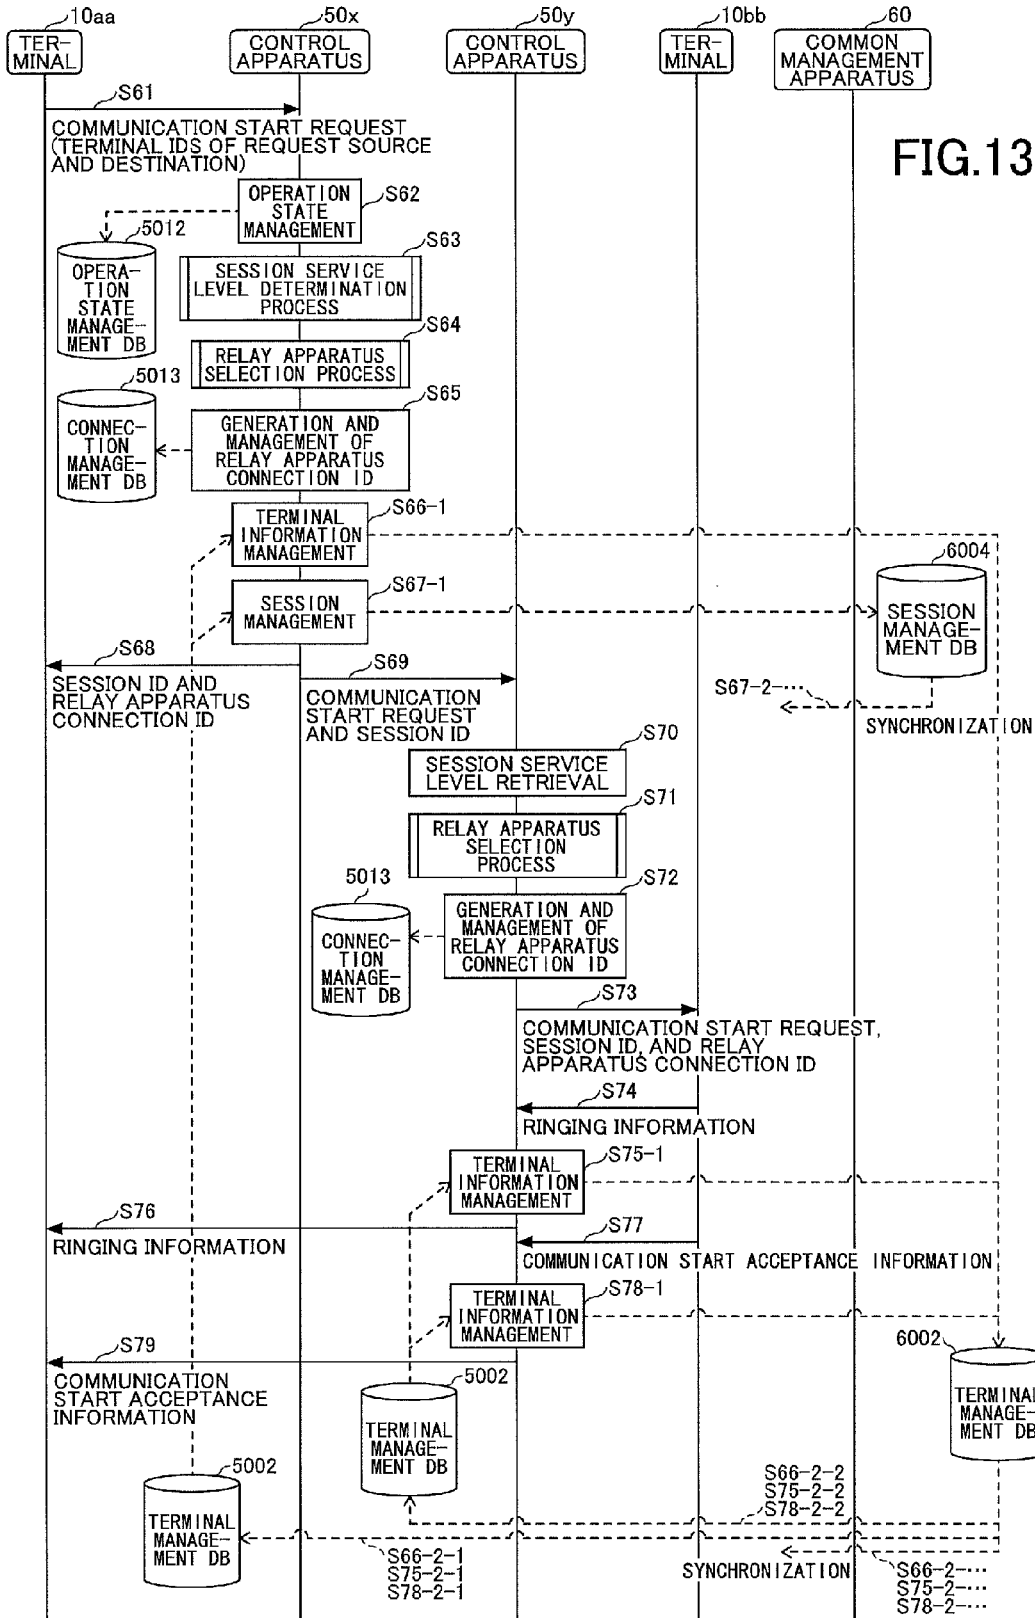 10aa
50x
50y
10bb
60
TER-
MINAL
CONTROL
APPARATUS
CONTROL
APPARATUS
TER-
MINAL
COMMON
MANAGEMENT
APPARATUS
FIG.13
S61
COMMUNICATION START REQUEST
(TERMINAL IDS OF REQUEST SOURCE
AND DESTINATION)
OPERATION
STATE
MANAGEMENT
S62
5012
OPERA-
TION
STATE
MANAGE-
MENT DB
S63
SESSION SERVICE
LEVEL DETERMINATION
PROCESS
S64
RELAY APPARATUS
SELECTION PROCESS
5013
CONNEC-
TION
MANAGE-
MENT DB
S65
GENERATION AND
MANAGEMENT OF
RELAY APPARATUS
CONNECTION ID
S66-1
TERMINAL
INFORMATION
MANAGEMENT
6004
SESSION
MANAGE-
MENT DB
S67-1
SESSION
MANAGEMENT
S68
SESSION ID AND
RELAY APPARATUS
CONNECTION ID
S69
COMMUNICATION
START REQUEST
AND SESSION ID
S67-2-⋯
SYNCHRONIZATION
S70
SESSION SERVICE
LEVEL RETRIEVAL
S71
RELAY APPARATUS
SELECTION
PROCESS
5013
CONNEC-
TION
MANAGE-
MENT DB
S72
GENERATION AND
MANAGEMENT OF
RELAY APPARATUS
CONNECTION ID
S73
COMMUNICATION START REQUEST,
SESSION ID, AND RELAY
APPARATUS CONNECTION ID
S74
RINGING INFORMATION
S75-1
TERMINAL
INFORMATION
MANAGEMENT
S76
RINGING INFORMATION
S77
COMMUNICATION START ACCEPTANCE INFORMATION
S78-1
TERMINAL
INFORMATION
MANAGEMENT
S79
COMMUNICATION
START ACCEPTANCE
INFORMATION
5002
TERMINAL
MANAGE-
MENT DB
6002
TERMINAL
MANAGE-
MENT DB
5002
TERMINAL
MANAGE-
MENT DB
S66-2-2
S75-2-2
S78-2-2
S66-2-1
S75-2-1
S78-2-1
SYNCHRONIZATION
S66-2-⋯
S75-2-⋯
S78-2-⋯